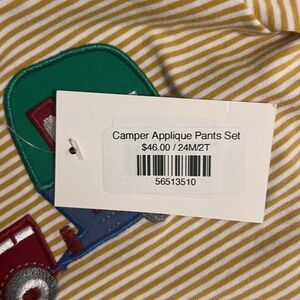 Camper Applique Pants Set
$46.00 / 24M/2T
56513510